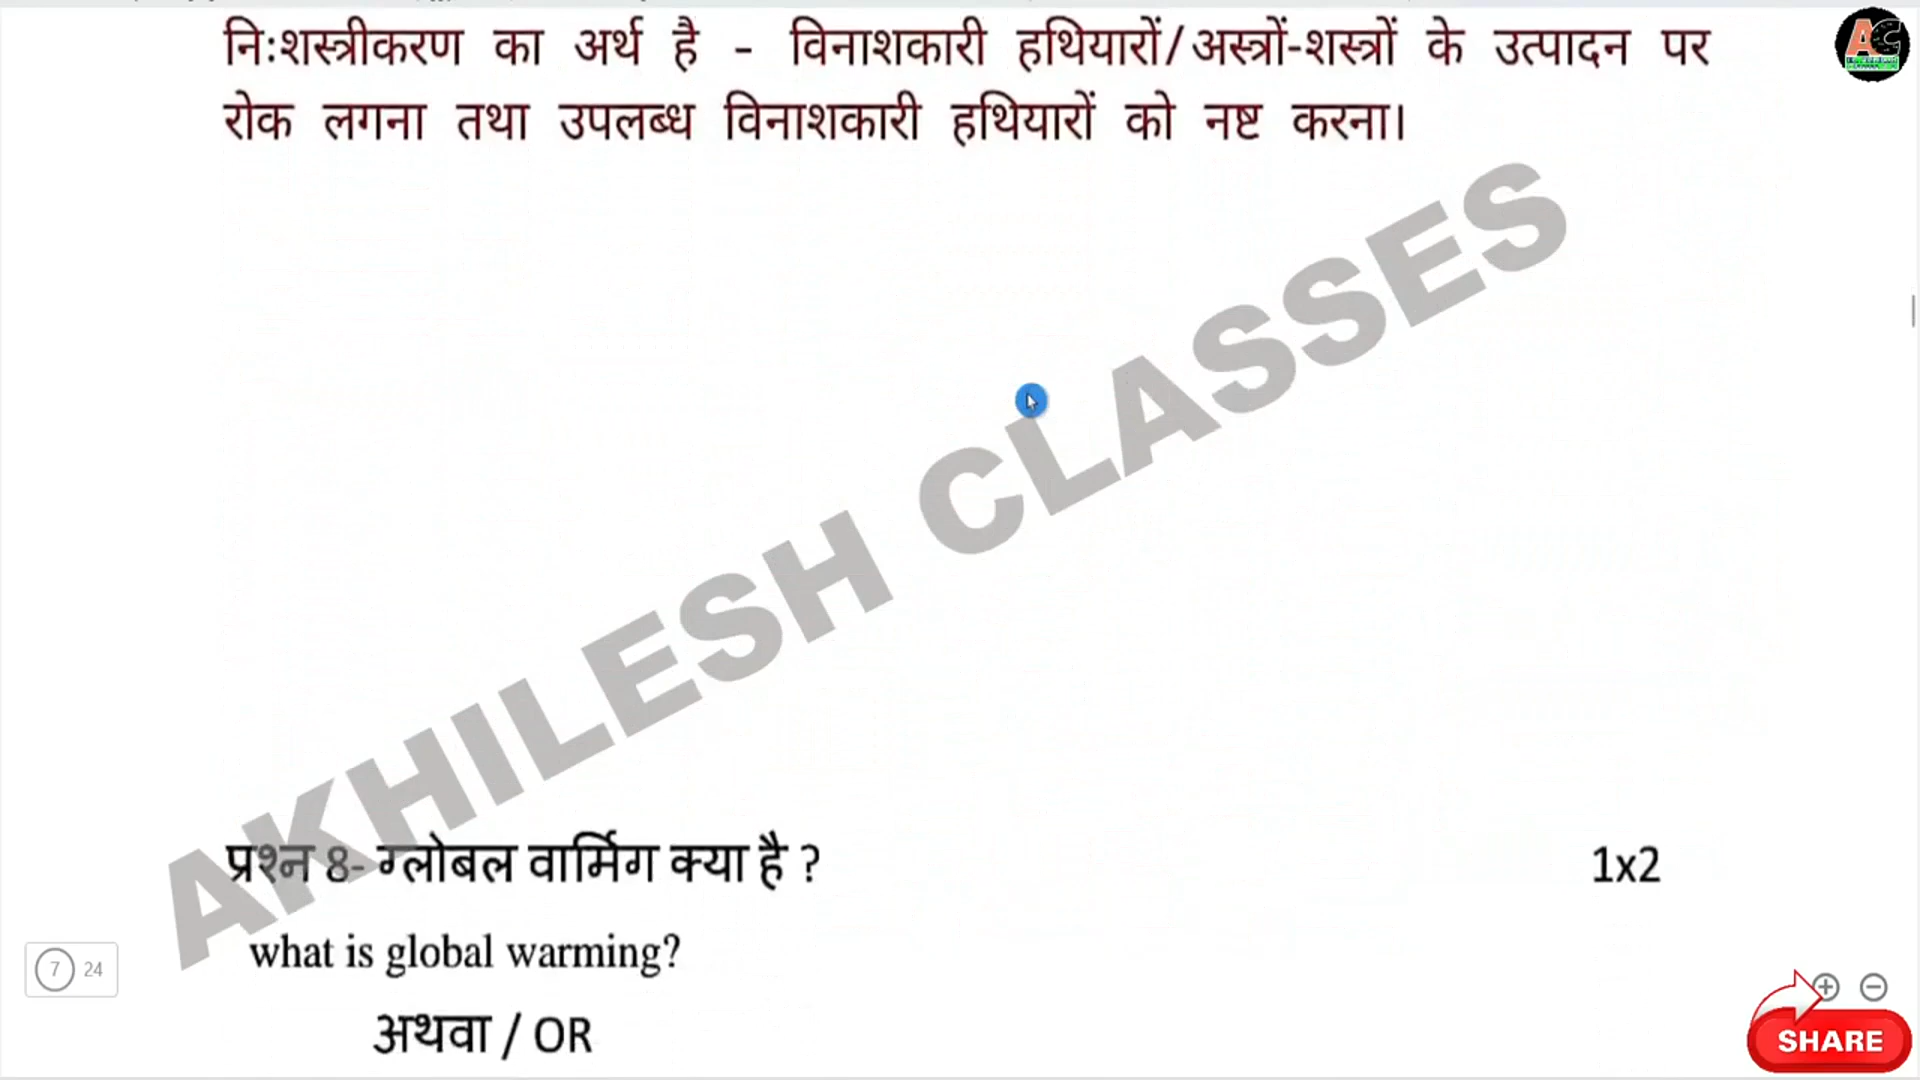 निःशस्त्रीकरण का अर्थ है - विनाशकारी हथियारों/अस्त्रों-शस्त्रों के उत्पादन पर
रोक लगना तथा उपलब्ध विनाशकारी हथियारों को नष्ट करना।
AKHILESH CLASSES
प्रश्न 8- ग्लोबल वार्मिग क्या है ? 1x2
what is global warming?
अथवा / OR
7 24
AC
SHARE